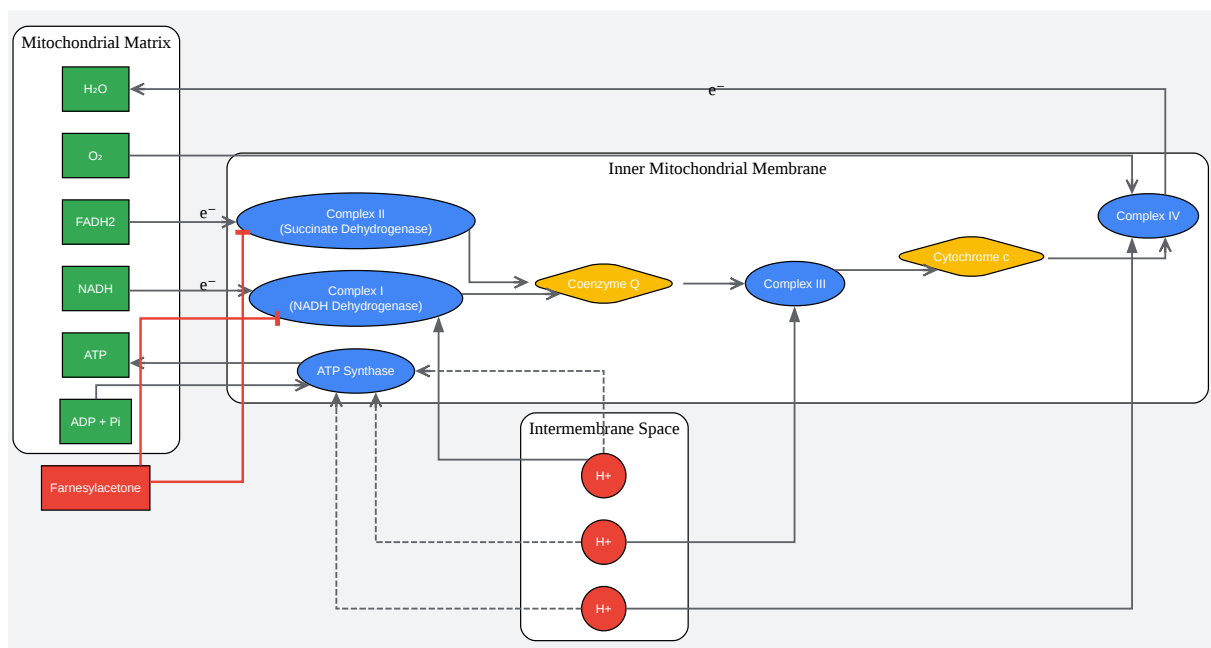 Mitochondrial Matrix
H₂O
e⁻
O₂
Inner Mitochondrial Membrane
FADH2
e⁻
Complex II
(Succinate Dehydrogenase)
Complex IV
Cytochrome c
NADH
e⁻
Complex I
(NADH Dehydrogenase)
Coenzyme Q
Complex III
ATP
ATP Synthase
ADP + Pi
Intermembrane Space
Farnesylacetone
H+
H+
H+